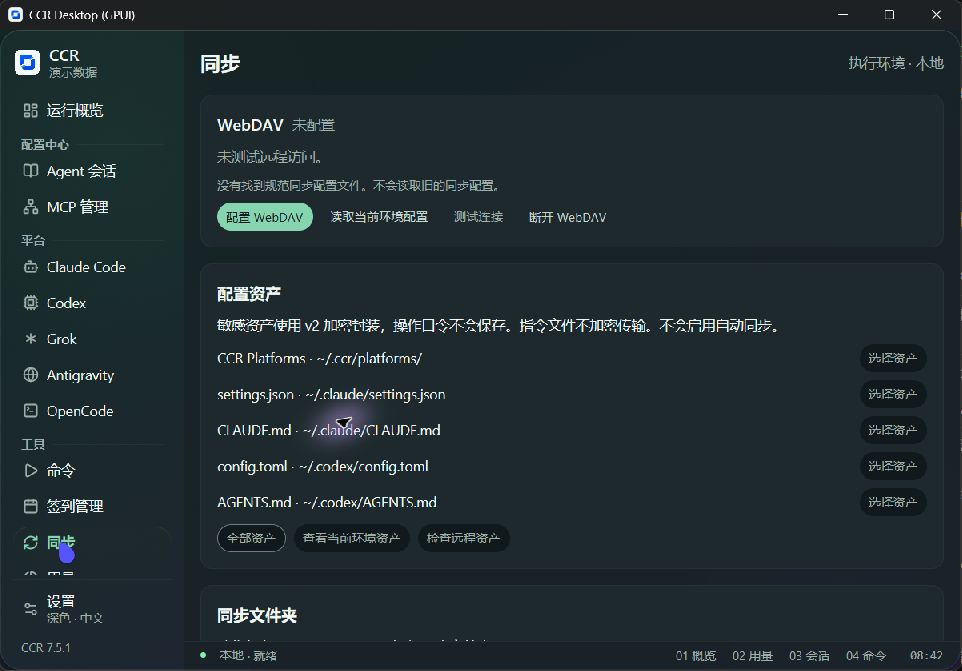 CCR Desktop (GPUI)
CCR
演示数据
运行概览
配置中心
Agent 会话
MCP 管理
平台
Claude Code
Codex
Grok
Antigravity
OpenCode
工具
命令
签到管理
同步
设置
深色 · 中文
CCR 7.5.1
同步
执行环境 · 本地
WebDAV 未配置
未测试远程访问。
没有找到规范同步配置文件。不会读取旧的同步配置。
配置 WebDAV 读取当前环境配置 测试连接 断开 WebDAV
配置资产
敏感资产使用 v2 加密封装，操作口令不会保存。指令文件不加密传输。不会启用自动同步。
CCR Platforms · ~/.ccr/platforms/ 选择资产
settings.json · ~/.claude/settings.json 选择资产
CLAUDE.md · ~/.claude/CLAUDE.md 选择资产
config.toml · ~/.codex/config.toml 选择资产
AGENTS.md · ~/.codex/AGENTS.md 选择资产
全部资产 查看当前环境资产 检查远程资产
同步文件夹
本地 · 就绪
01 概览 02 用量 03 会话 04 命令 08:42